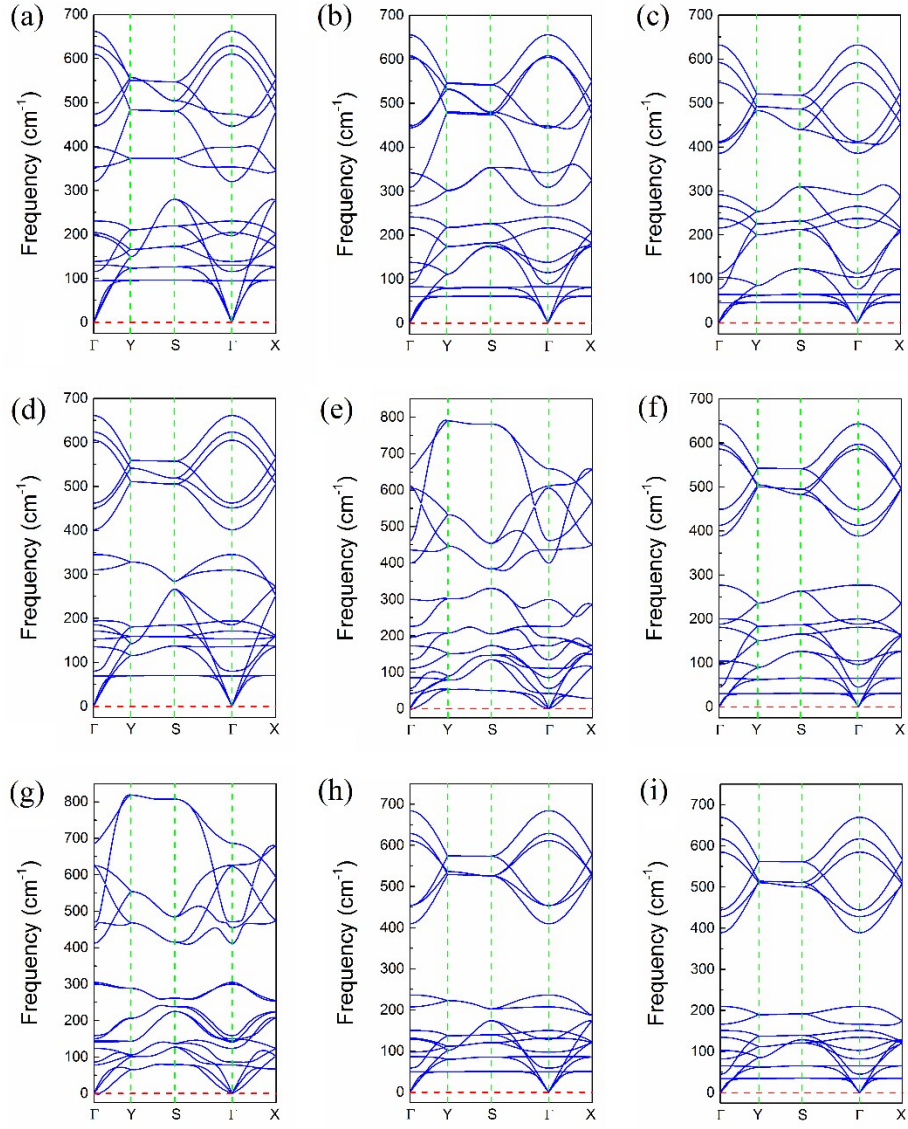 (a) (b) (c)
700 700 700
600 600 600
500 500 500
400 400 400
300 300 300
200 200 200
100 100 100
0 0 0
Frequency (cm⁻¹) Frequency (cm⁻¹) Frequency (cm⁻¹)
Γ Y S Γ X Γ Y S Γ X Γ Y S Γ X
(d) (e) (f)
700 800 700
600 700 600
500 600 500
400 500 400
300 400 300
200 300 200
100 200 100
0 100 0
0
Frequency (cm⁻¹) Frequency (cm⁻¹) Frequency (cm⁻¹)
Γ Y S Γ X Γ Y S Γ X Γ Y S Γ X
(g) (h) (i)
800 700 700
700 600 600
600 500 500
500 400 400
400 300 300
300 200 200
200 100 100
100 0 0
0
Frequency (cm⁻¹) Frequency (cm⁻¹) Frequency (cm⁻¹)
Γ Y S Γ X Γ Y S Γ X Γ Y S Γ X